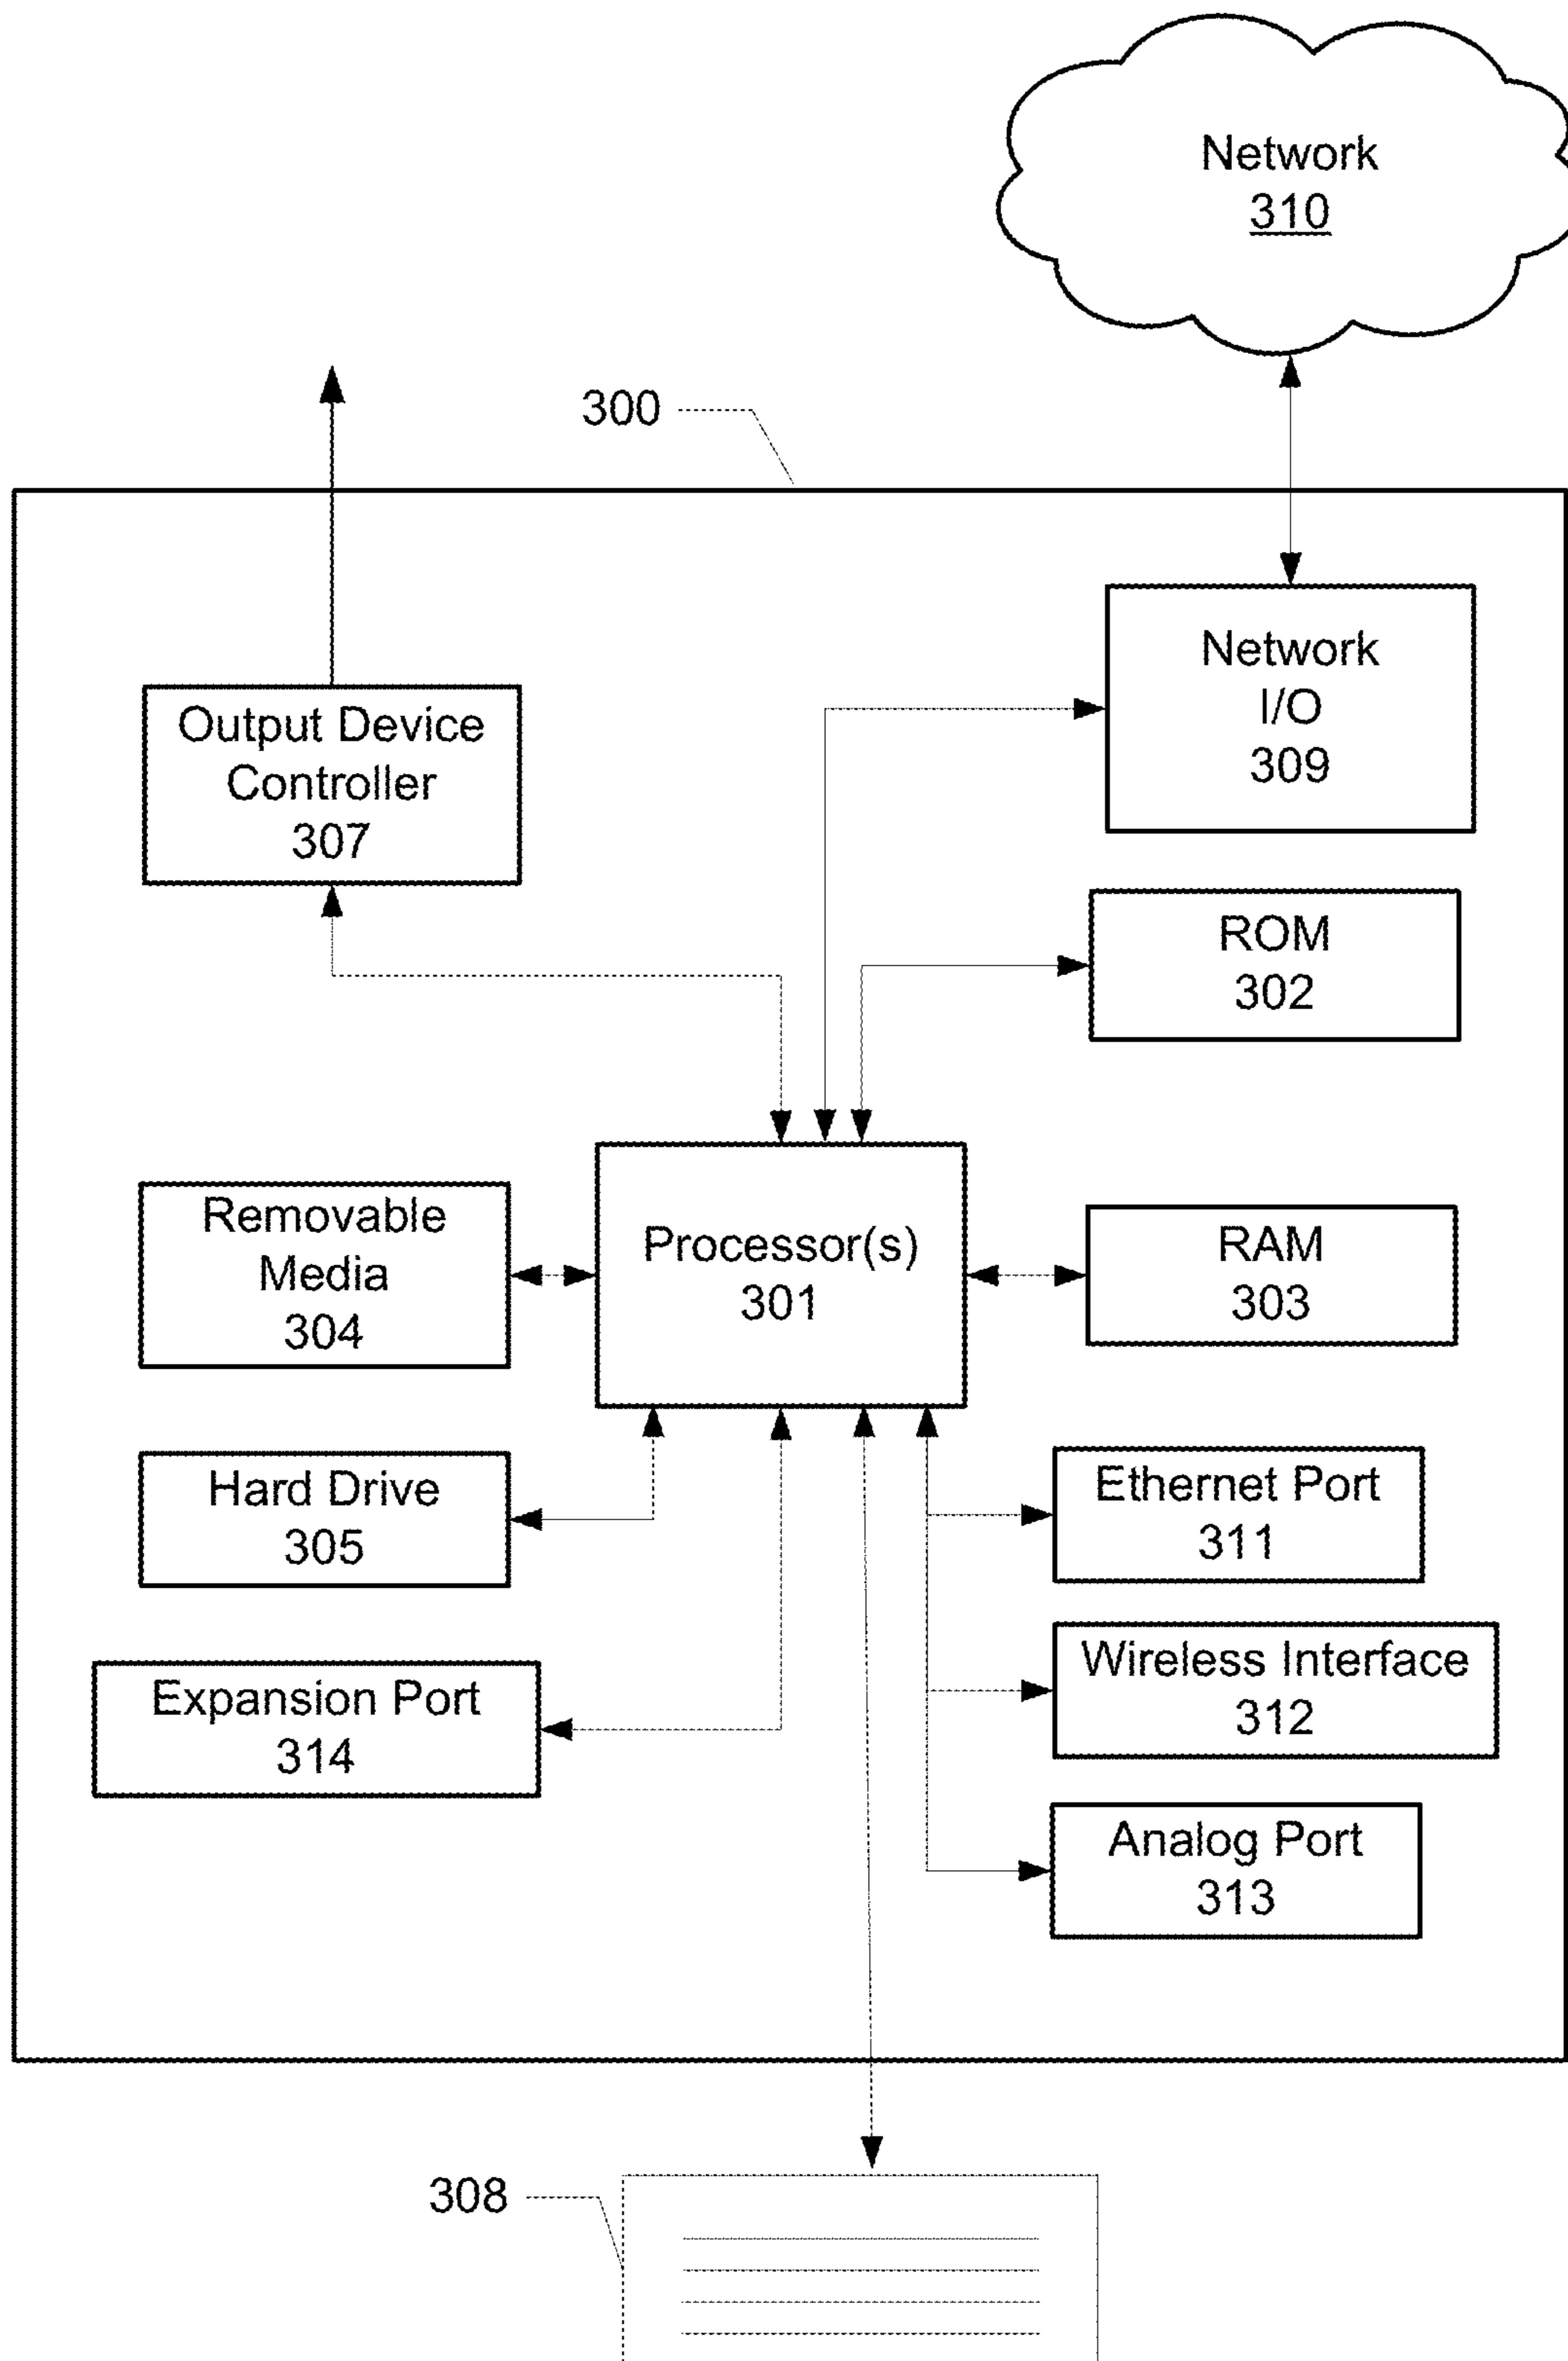 Network
310
300
Network
I/O
309
Output Device
Controller
307
ROM
302
Removable
Media
304
Processor(s)
301
RAM
303
Hard Drive
305
Ethernet Port
311
Expansion Port
314
Wireless Interface
312
Analog Port
313
308